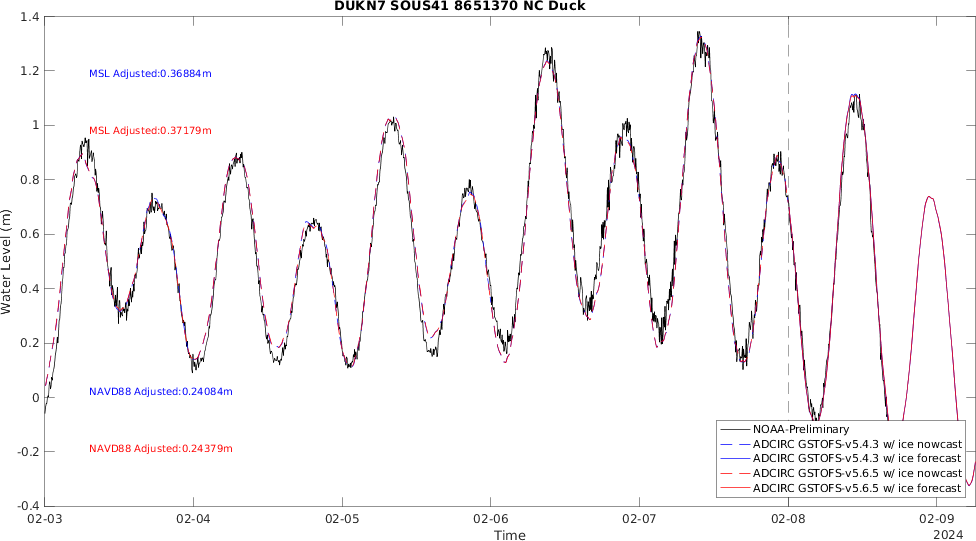 DUKN7 SOUS41 8651370 NC Duck
1.4
1.2
1
0.8
0.6
0.4
0.2
0
-0.2
-0.4
Water Level (m)
MSL Adjusted:0.36884m
MSL Adjusted:0.37179m
NAVD88 Adjusted:0.24084m
NAVD88 Adjusted:0.24379m
NOAA-Preliminary
ADCIRC GSTOFS-v5.4.3 w/ ice nowcast
ADCIRC GSTOFS-v5.4.3 w/ ice forecast
ADCIRC GSTOFS-v5.6.5 w/ ice nowcast
ADCIRC GSTOFS-v5.6.5 w/ ice forecast
02-03 02-04 02-05 02-06 02-07 02-08 02-09
Time
2024